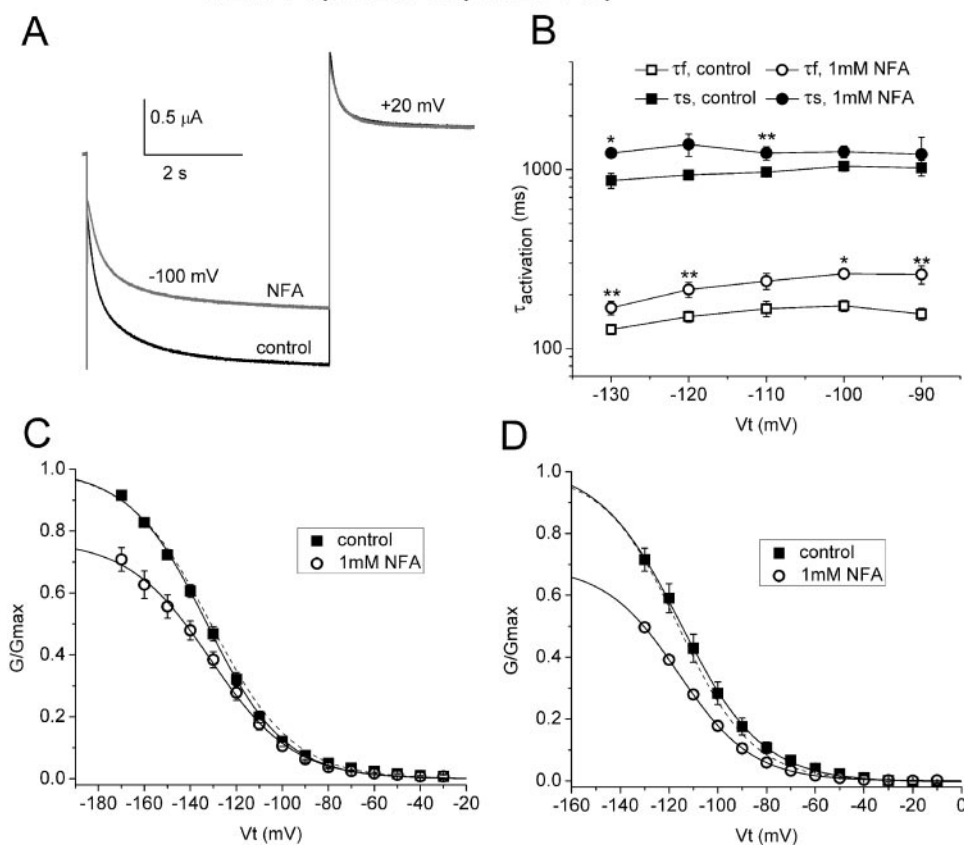 A
0.5 μA
2 s
+20 mV
-100 mV
NFA
control
B
τf, control
τf, 1mM NFA
τs, control
τs, 1mM NFA
*
**
**
**
*
**
1000
100
τactivation (ms)
-130
-120
-110
-100
-90
Vt (mV)
C
1.0
0.8
0.6
0.4
0.2
0.0
G/Gmax
control
1mM NFA
-180
-160
-140
-120
-100
-80
-60
-40
-20
Vt (mV)
D
1.0
0.8
0.6
0.4
0.2
0.0
G/Gmax
control
1mM NFA
-160
-140
-120
-100
-80
-60
-40
-20
0
Vt (mV)